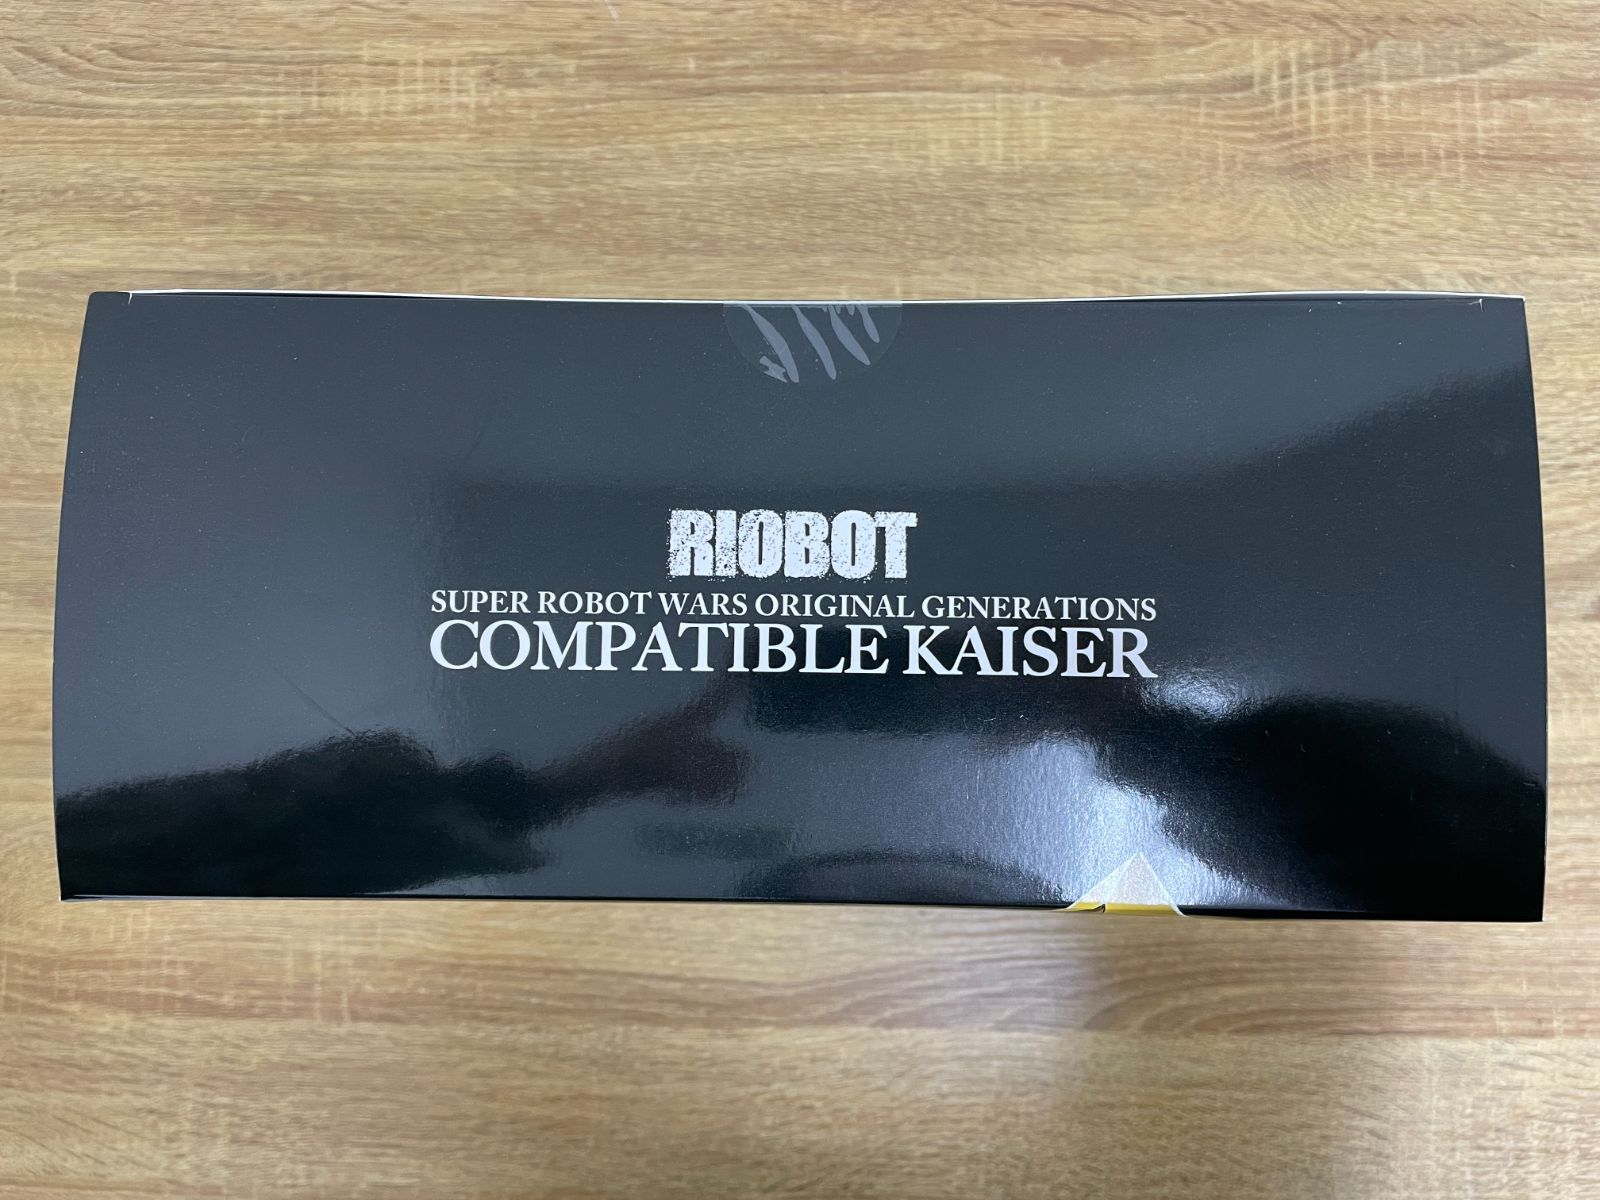 RIOBOT
SUPER ROBOT WARS ORIGINAL GENERATIONS
COMPATIBLE KAISER